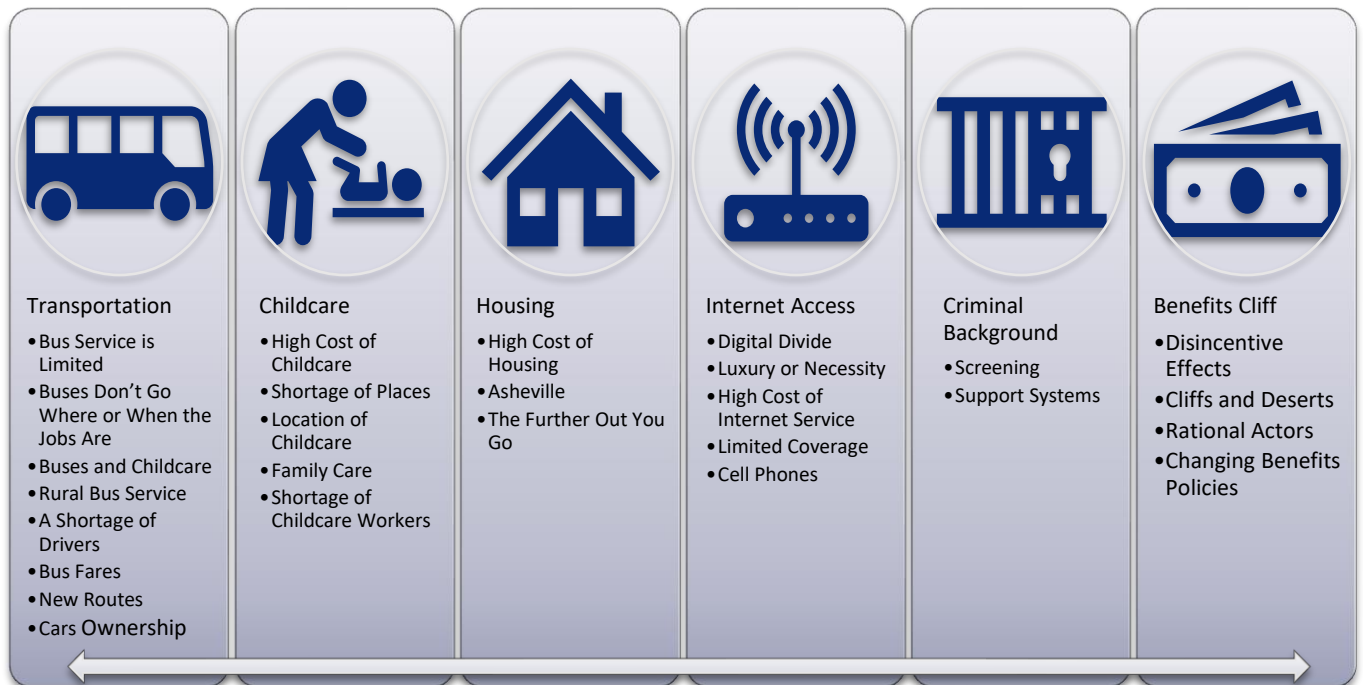 Transportation
•Bus Service is
Limited
•Buses Don’t Go
Where or When the
Jobs Are
•Buses and Childcare
•Rural Bus Service
•A Shortage of
Drivers
•Bus Fares
•New Routes
•Cars Ownership
Childcare
•High Cost of
Childcare
•Shortage of Places
•Location of
Childcare
•Family Care
•Shortage of
Childcare Workers
Housing
•High Cost of
Housing
•Asheville
•The Further Out You
Go
Internet Access
•Digital Divide
•Luxury or Necessity
•High Cost of
Internet Service
•Limited Coverage
•Cell Phones
Criminal
Background
•Screening
•Support Systems
Benefits Cliff
•Disincentive
Effects
•Cliffs and Deserts
•Rational Actors
•Changing Benefits
Policies